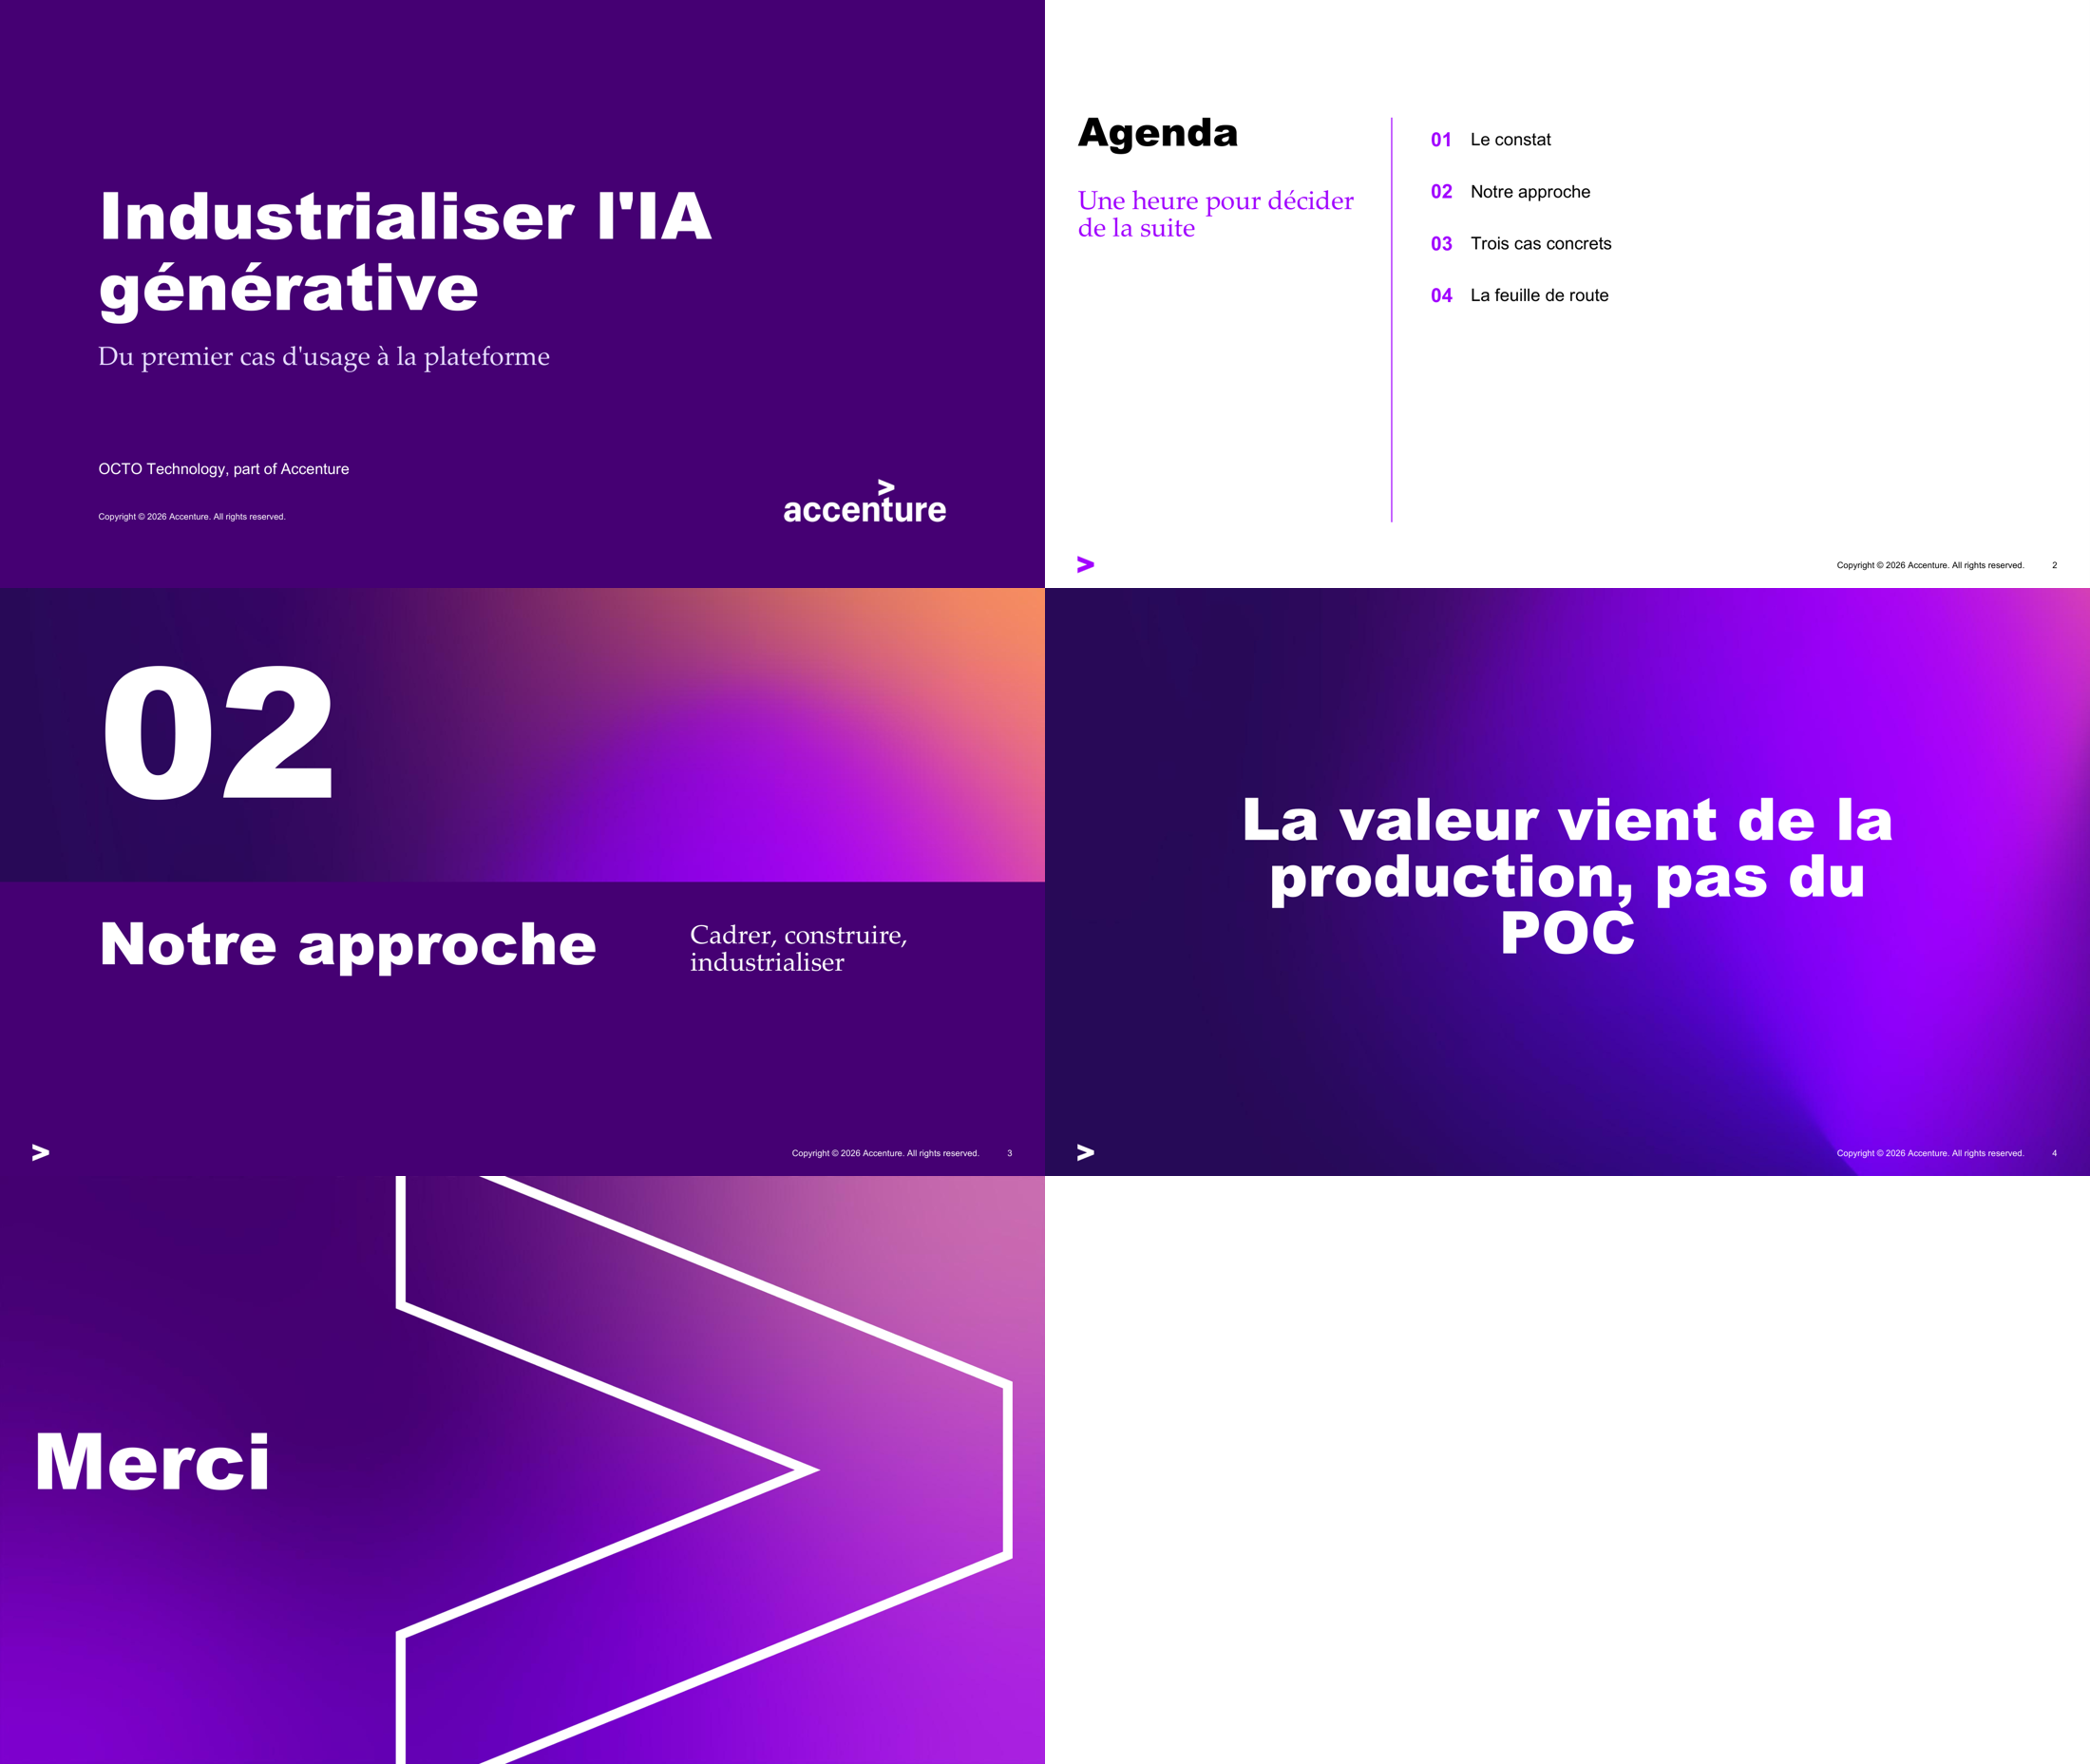 Industrialiser l'IA
générative
Du premier cas d'usage à la plateforme
OCTO Technology, part of Accenture
Copyright © 2026 Accenture. All rights reserved.
>
accenture
Agenda
Une heure pour décider
de la suite
01 Le constat
02 Notre approche
03 Trois cas concrets
04 La feuille de route
>
Copyright © 2026 Accenture. All rights reserved. 2
02
Notre approche
Cadrer, construire,
industrialiser
>
Copyright © 2026 Accenture. All rights reserved. 3
La valeur vient de la
production, pas du
POC
>
Copyright © 2026 Accenture. All rights reserved. 4
Merci